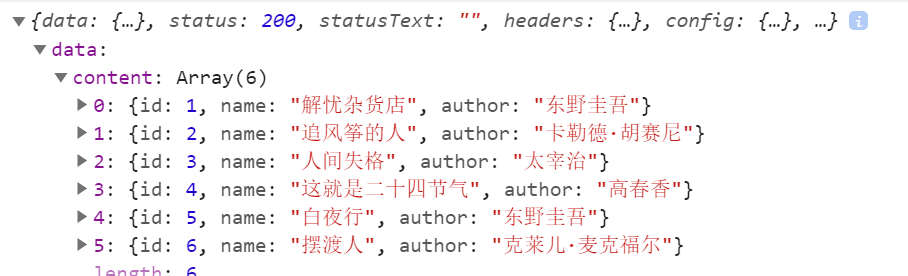 {data: {…}, status: 200, statusText: "", headers: {…}, config: {…}, …} i
data:
content: Array(6)
0: {id: 1, name: "解忧杂货店", author: "东野圭吾"}
1: {id: 2, name: "追风筝的人", author: "卡勒德·胡赛尼"}
2: {id: 3, name: "人间失格", author: "太宰治"}
3: {id: 4, name: "这就是二十四节气", author: "高春香"}
4: {id: 5, name: "白夜行", author: "东野圭吾"}
5: {id: 6, name: "摆渡人", author: "克莱儿·麦克福尔"}
length: 6